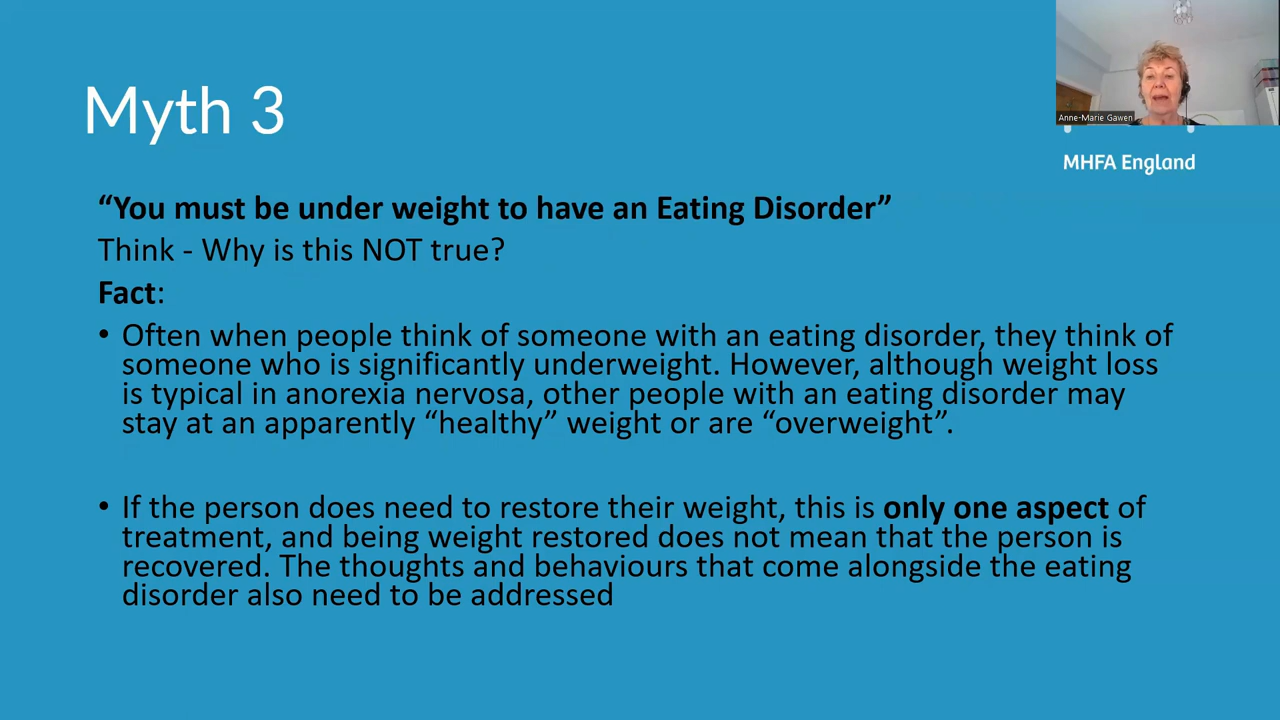 Myth 3
Anne-Marie Gawen
MHFA England
“You must be under weight to have an Eating Disorder”
Think - Why is this NOT true?
Fact:
• Often when people think of someone with an eating disorder, they think of
someone who is significantly underweight. However, although weight loss
is typical in anorexia nervosa, other people with an eating disorder may
stay at an apparently “healthy” weight or are “overweight”.
• If the person does need to restore their weight, this is only one aspect of
treatment, and being weight restored does not mean that the person is
recovered. The thoughts and behaviours that come alongside the eating
disorder also need to be addressed